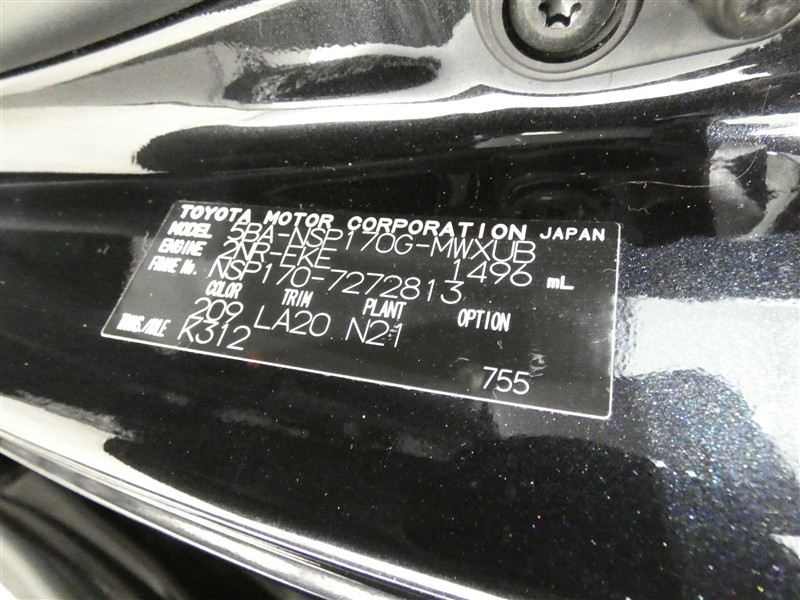 TOYOTA MOTOR CORPORATION JAPAN
MODEL 5BA-NSP170G-MWXUB
ENGINE 2NR-FKE 1496 mL
FRAME No. NSP170-7272813
COLOR TRIM PLANT OPTION
209 LA20 N21
TRANS./AXLE K312
755